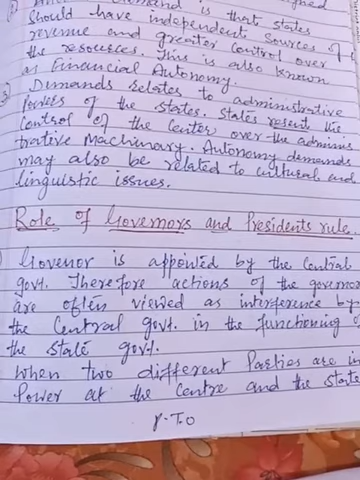 demand is that states
should have independent sources of
revenue and greater control over
the resources. This is also known
as Financial Autonomy.
Demands relates to administrative
Powers of the states. States resent the
control of the Center over the adminis
trative Machinary. Autonomy demands
may also be related to cultural and
linguistic issues.
Role of Governors and Presidents rule
Govenor is appointed by the Central
govt. Therefore actions of the governor
are often viewed as interference by
the Central govt. in the functioning of
the state govt.
when two different Parties are in
Power at the Centre and the State
P.T.O